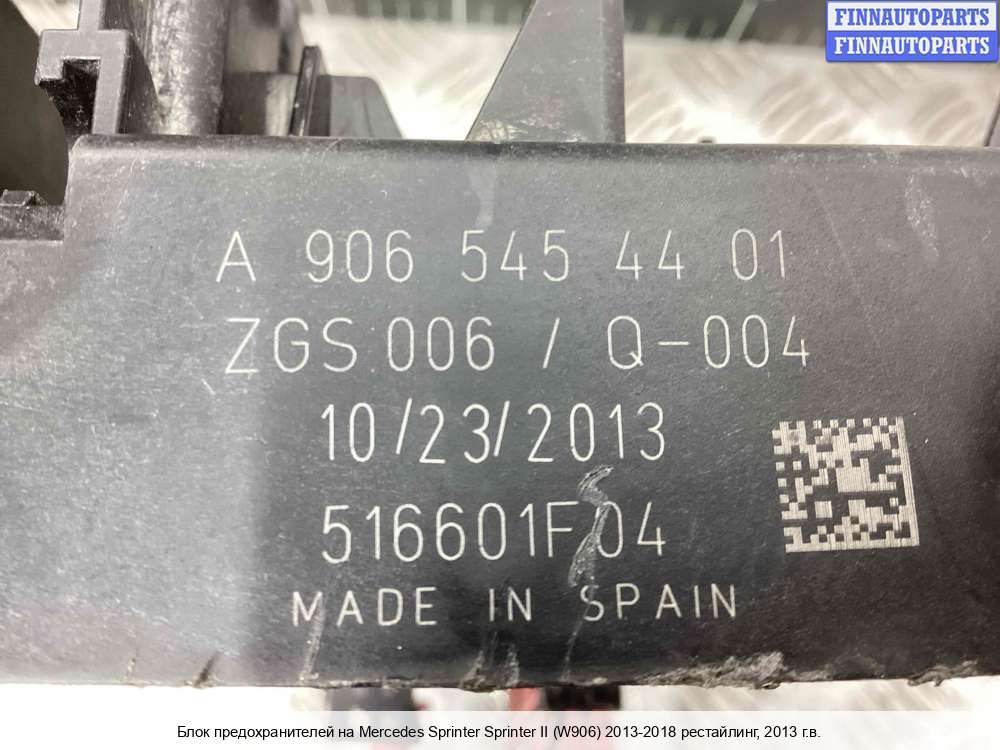 FINNAUTOPARTS
FINNAUTOPARTS
A 906 545 44 01
ZGS 006 / Q-004
10/23/2013
516601F04
MADE IN SPAIN
Блок предохранителей на Mercedes Sprinter Sprinter II (W906) 2013-2018 рестайлинг, 2013 г.в.